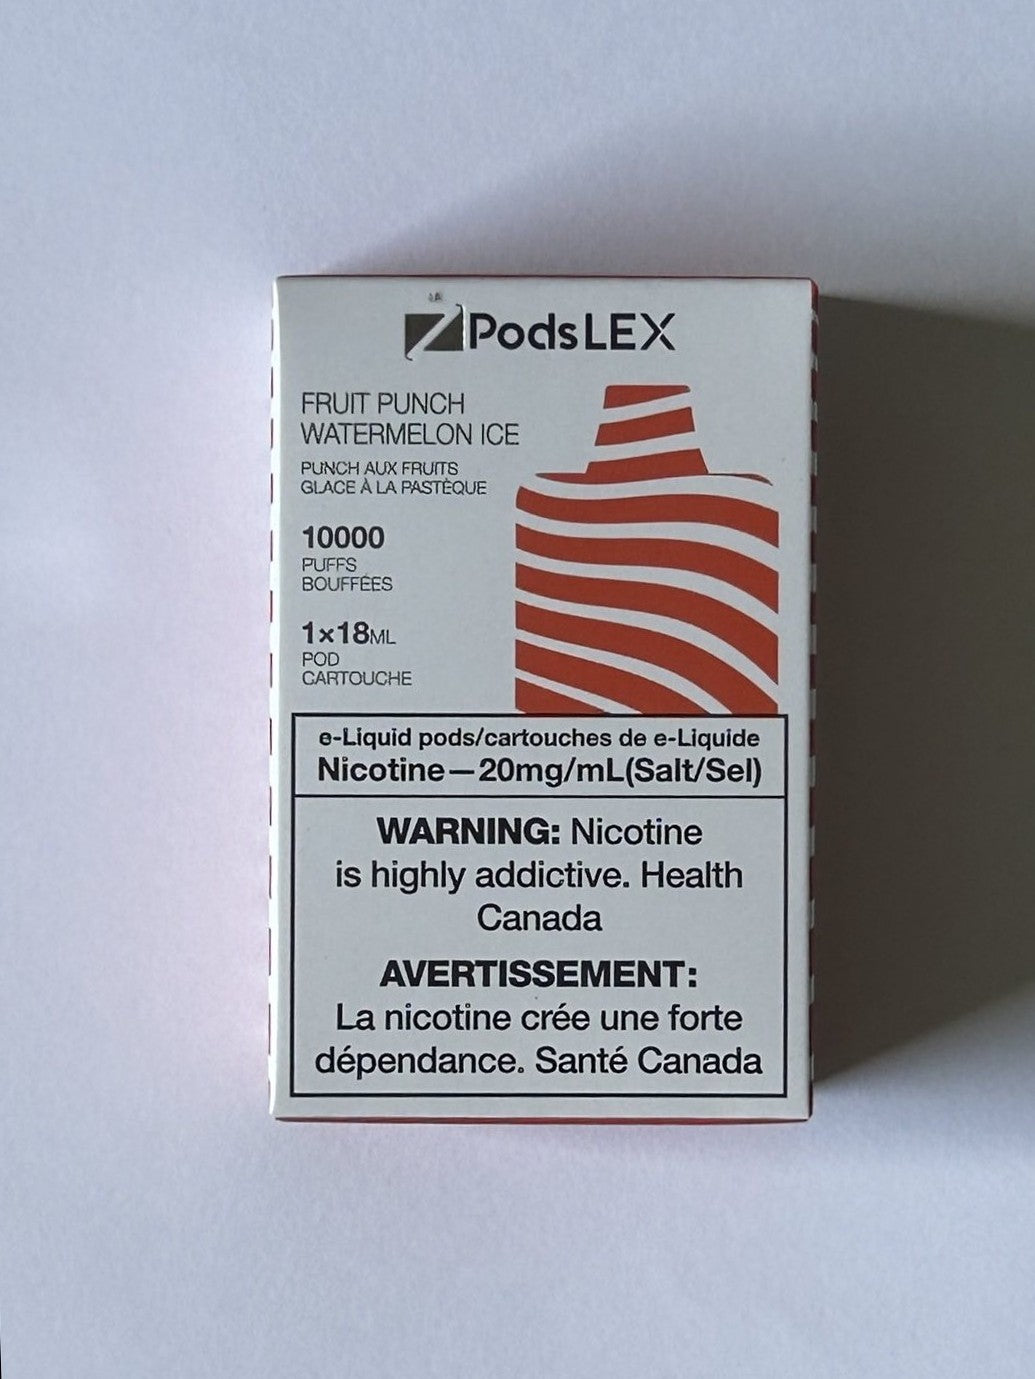 PodsLEX
FRUIT PUNCH
WATERMELON ICE
PUNCH AUX FRUITS
GLACE À LA PASTÈQUE
10000
PUFFS
BOUFFÉES
1×18ML
POD
CARTOUCHE
e-Liquid pods/cartouches de e-Liquide
Nicotine—20mg/mL(Salt/Sel)
WARNING: Nicotine
is highly addictive. Health
Canada
AVERTISSEMENT:
La nicotine crée une forte
dépendance. Santé Canada